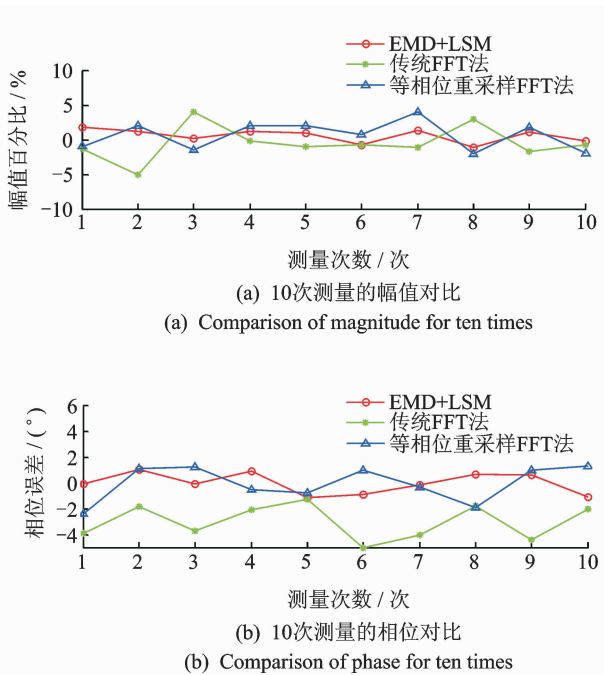 EMD+LSM
传统FFT法
等相位重采样FFT法
幅值百分比 / %
10
5
0
−5
−10
1 2 3 4 5 6 7 8 9 10
测量次数 / 次
(a) 10次测量的幅值对比
(a) Comparison of magnitude for ten times
EMD+LSM
传统FFT法
等相位重采样FFT法
相位误差 / (°)
6
4
2
0
−2
−4
1 2 3 4 5 6 7 8 9 10
测量次数 / 次
(b) 10次测量的相位对比
(b) Comparison of phase for ten times